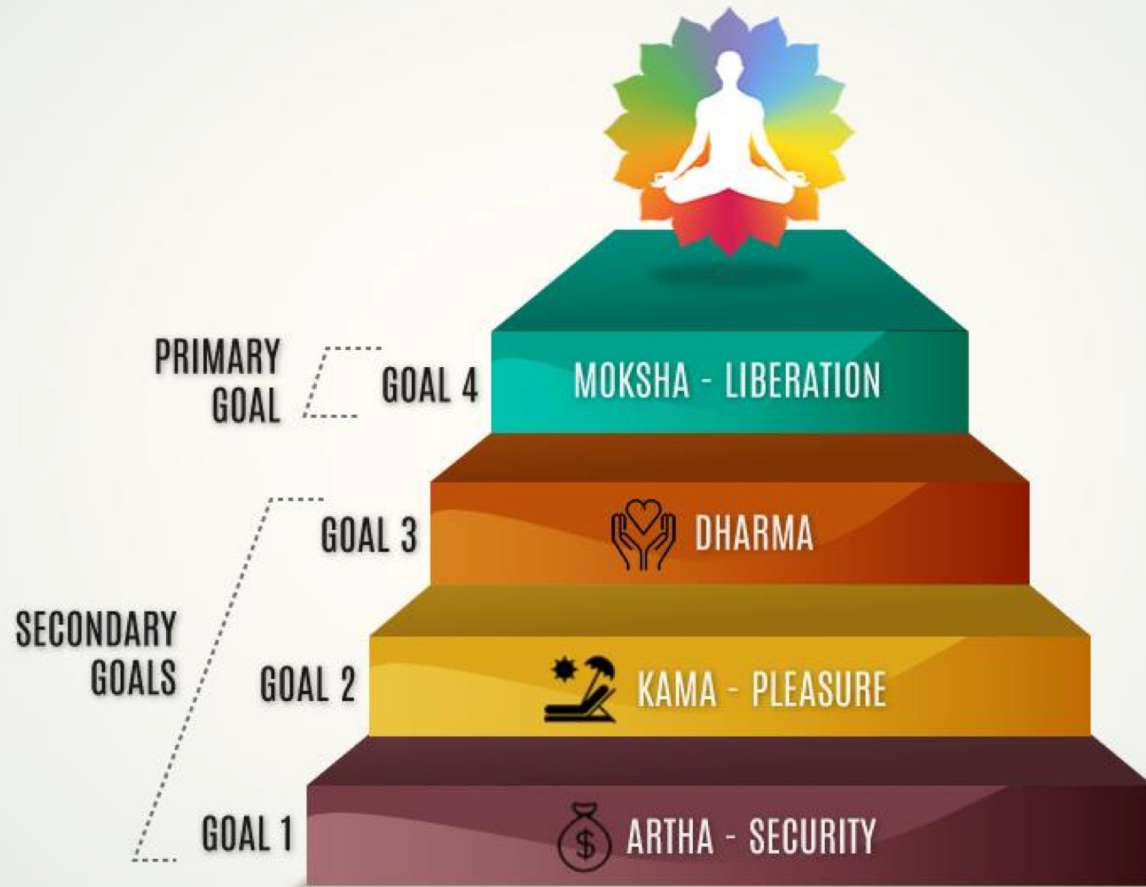 PRIMARY
GOAL
GOAL 4
MOKSHA - LIBERATION
GOAL 3
DHARMA
SECONDARY
GOALS
GOAL 2
KAMA - PLEASURE
GOAL 1
$ ARTHA - SECURITY